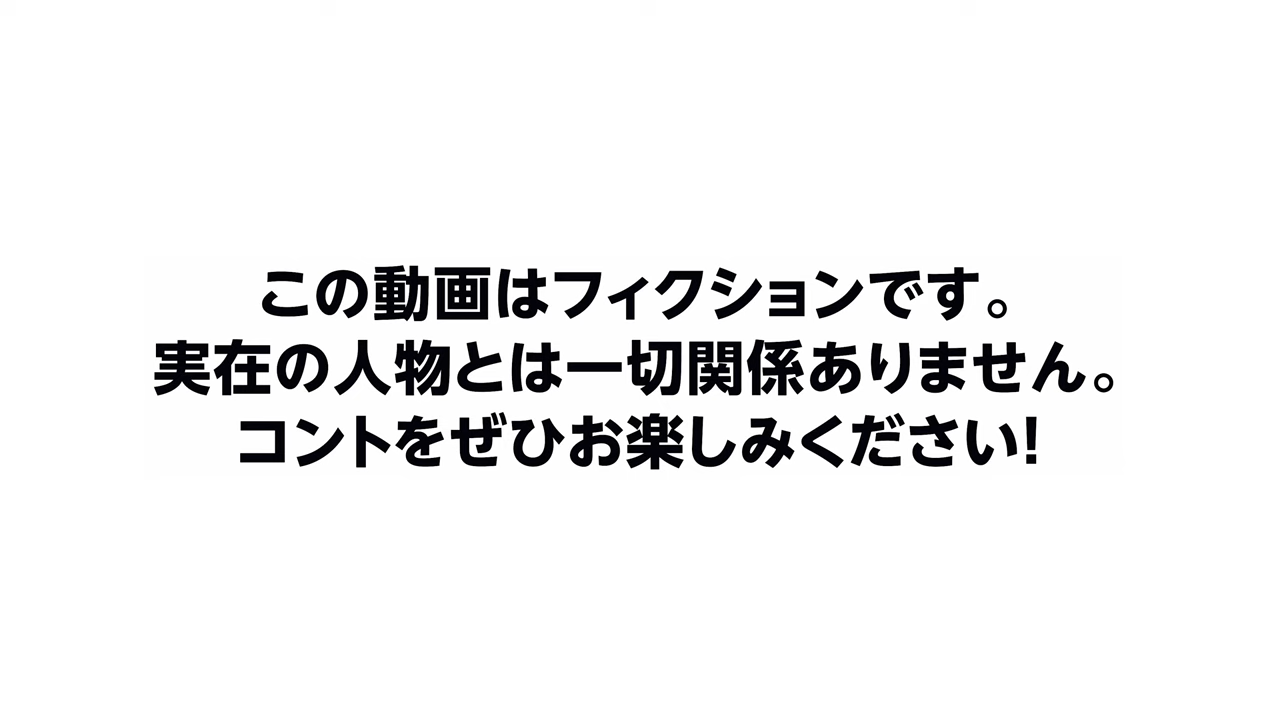 この動画はフィクションです。
実在の人物とは一切関係ありません。
コントをぜひお楽しみください!